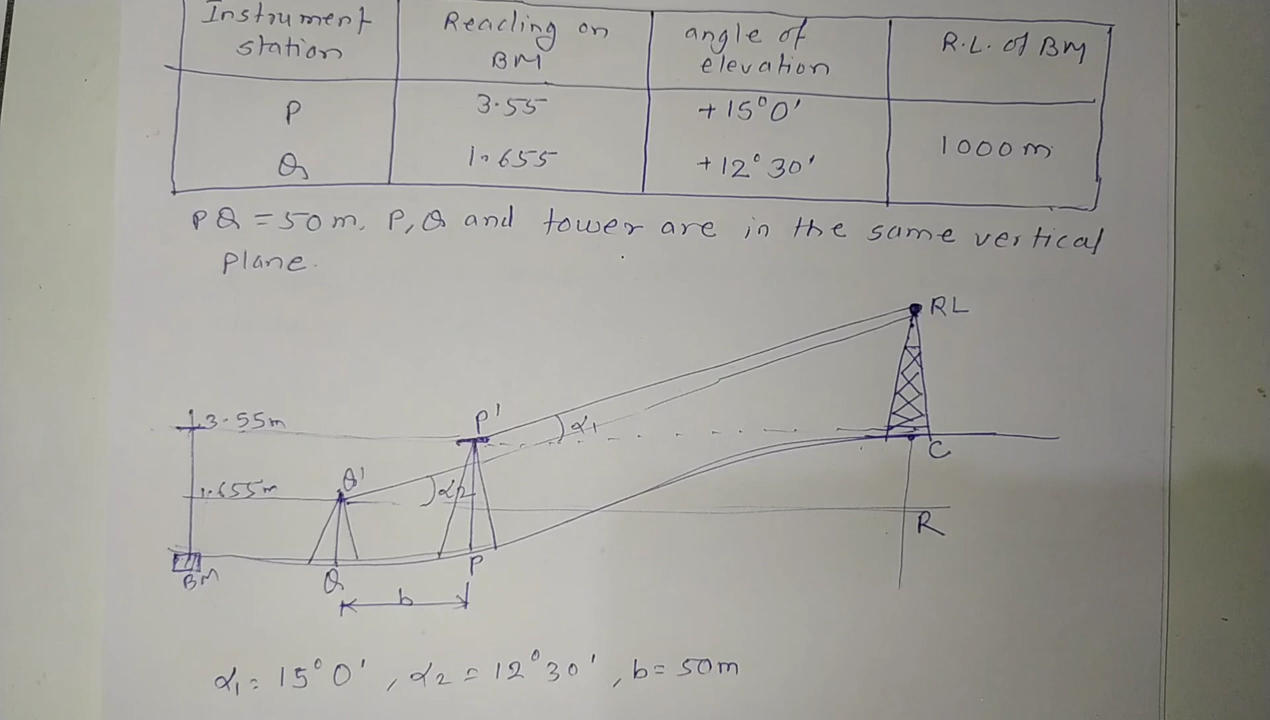 Instrument station Reading on BM angle of elevation R.L. of BM
P 3.55 +15°0' 1000m
Q 1.655 +12°30'
PQ = 50m, P, Q and tower are in the same vertical
plane.
RL
3.55m P' α1
1.655m Q' α2 C
R
BM Q P
b
α1 = 15°0', α2 = 12°30', b = 50m